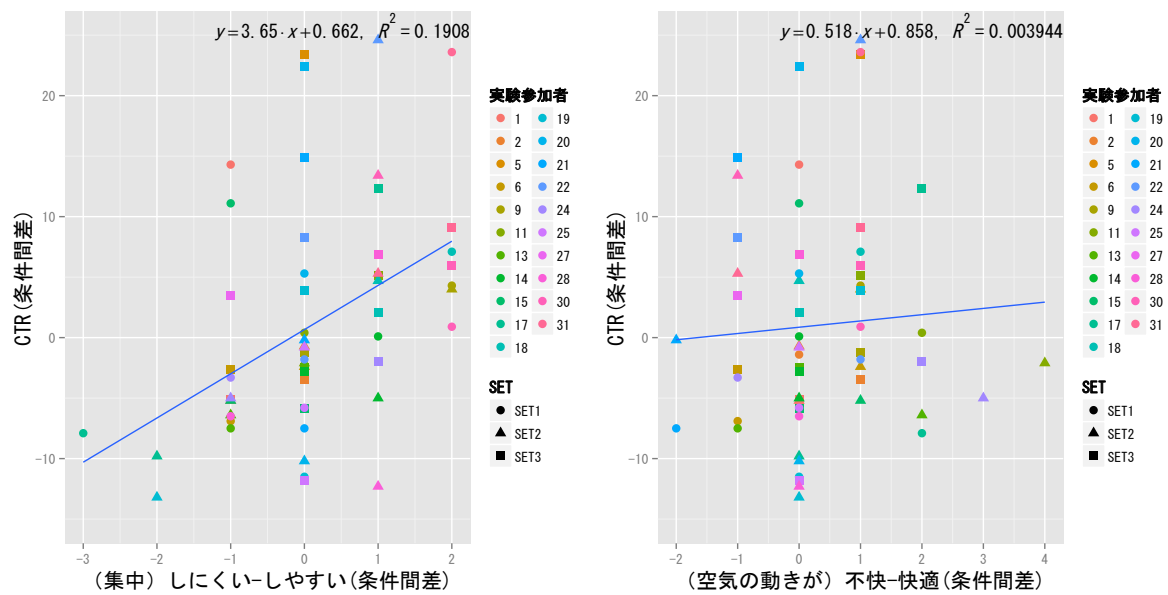 y=3.65·x+0.662, R²=0.1908
CTR(条件間差)
20
10
0
−10
−3
−2
−1
0
1
2
(集中)しにくい−しやすい(条件間差)
実験参加者
1 19
2 20
5 21
6 22
9 24
11 25
13 27
14 28
15 30
17 31
18
SET
SET1
SET2
SET3
y=0.518·x+0.858, R²=0.003944
CTR(条件間差)
20
10
0
−10
−2
−1
0
1
2
3
4
(空気の動きが)不快−快適(条件間差)
実験参加者
1 19
2 20
5 21
6 22
9 24
11 25
13 27
14 28
15 30
17 31
18
SET
SET1
SET2
SET3